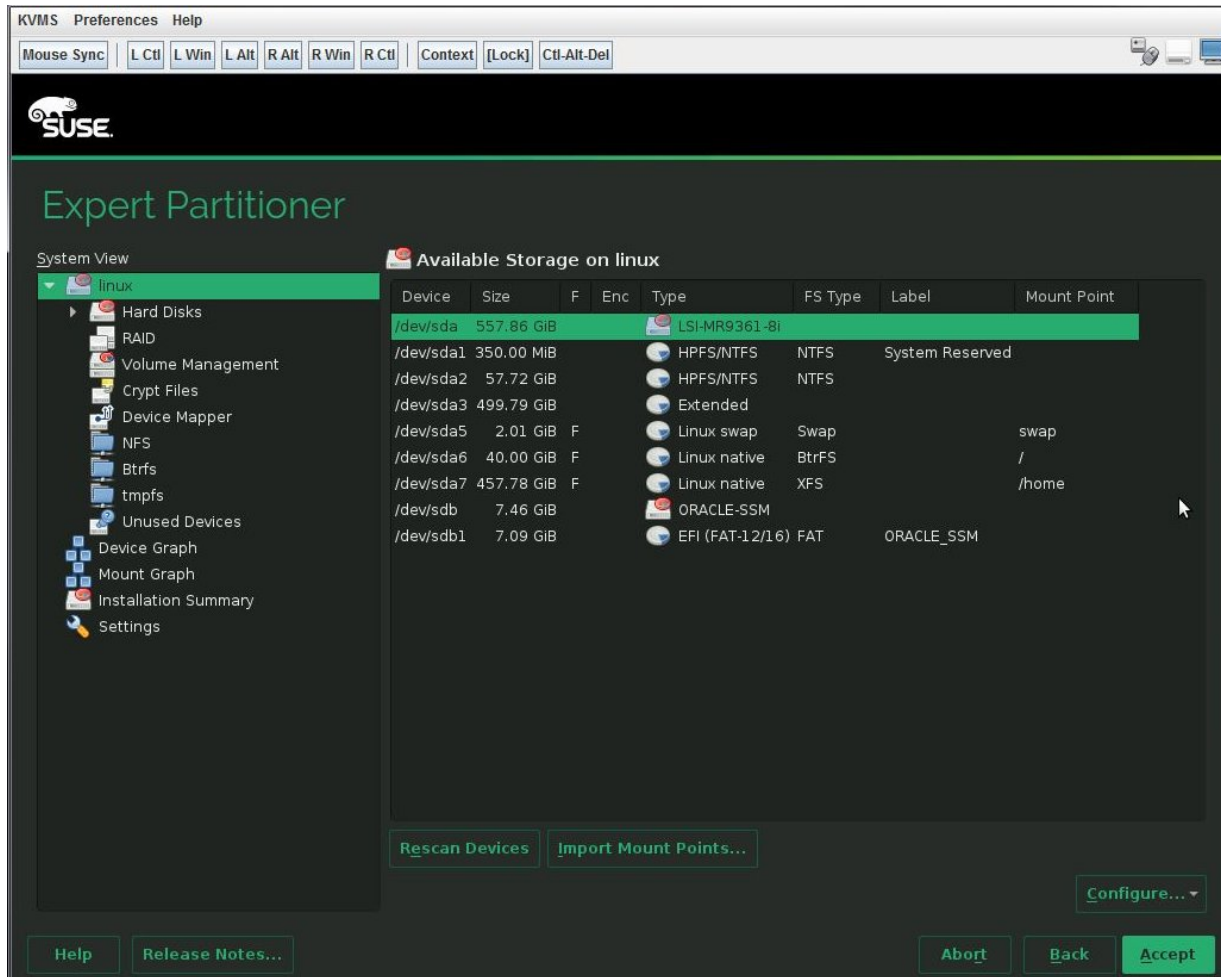 KVMS Preferences Help
Mouse Sync L Ctl L Win L Alt R Alt R Win R Ctl Context [Lock] Ctl-Alt-Del
SUSE.
Expert Partitioner
System View
linux
Hard Disks
RAID
Volume Management
Crypt Files
Device Mapper
NFS
Btrfs
tmpfs
Unused Devices
Device Graph
Mount Graph
Installation Summary
Settings
Available Storage on linux
Device Size F Enc Type FS Type Label Mount Point
/dev/sda 557.86 GiB LSI-MR9361-8i
/dev/sda1 350.00 MiB HPFS/NTFS NTFS System Reserved
/dev/sda2 57.72 GiB HPFS/NTFS NTFS
/dev/sda3 499.79 GiB Extended
/dev/sda5 2.01 GiB F Linux swap Swap swap
/dev/sda6 40.00 GiB F Linux native BtrFS /
/dev/sda7 457.78 GiB F Linux native XFS /home
/dev/sdb 7.46 GiB ORACLE-SSM
/dev/sdb1 7.09 GiB EFI (FAT-12/16) FAT ORACLE_SSM
Rescan Devices Import Mount Points...
Configure...
Help Release Notes... Abort Back Accept